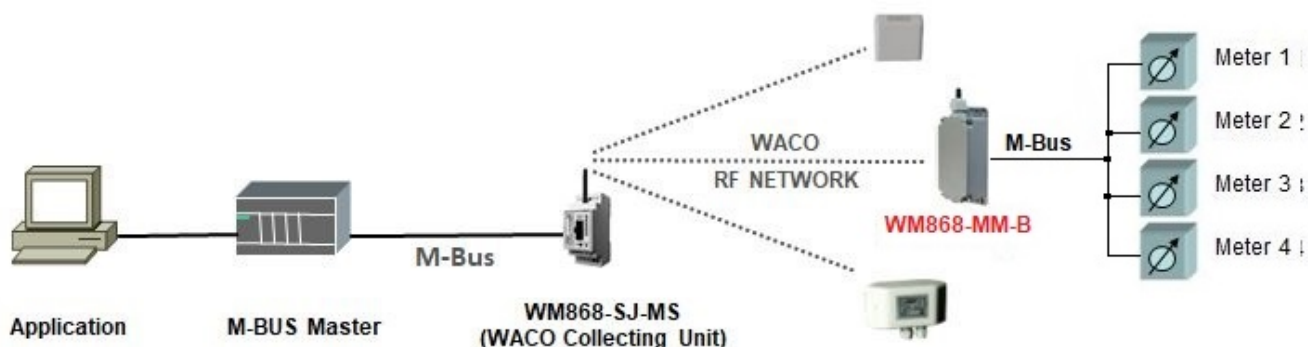 Meter 1
Meter 2
Meter 3
Meter 4
WACO
RF NETWORK
M-Bus
WM868-MM-B
M-Bus
WM868-SJ-MS
(WACO Collecting Unit)
Application
M-BUS Master